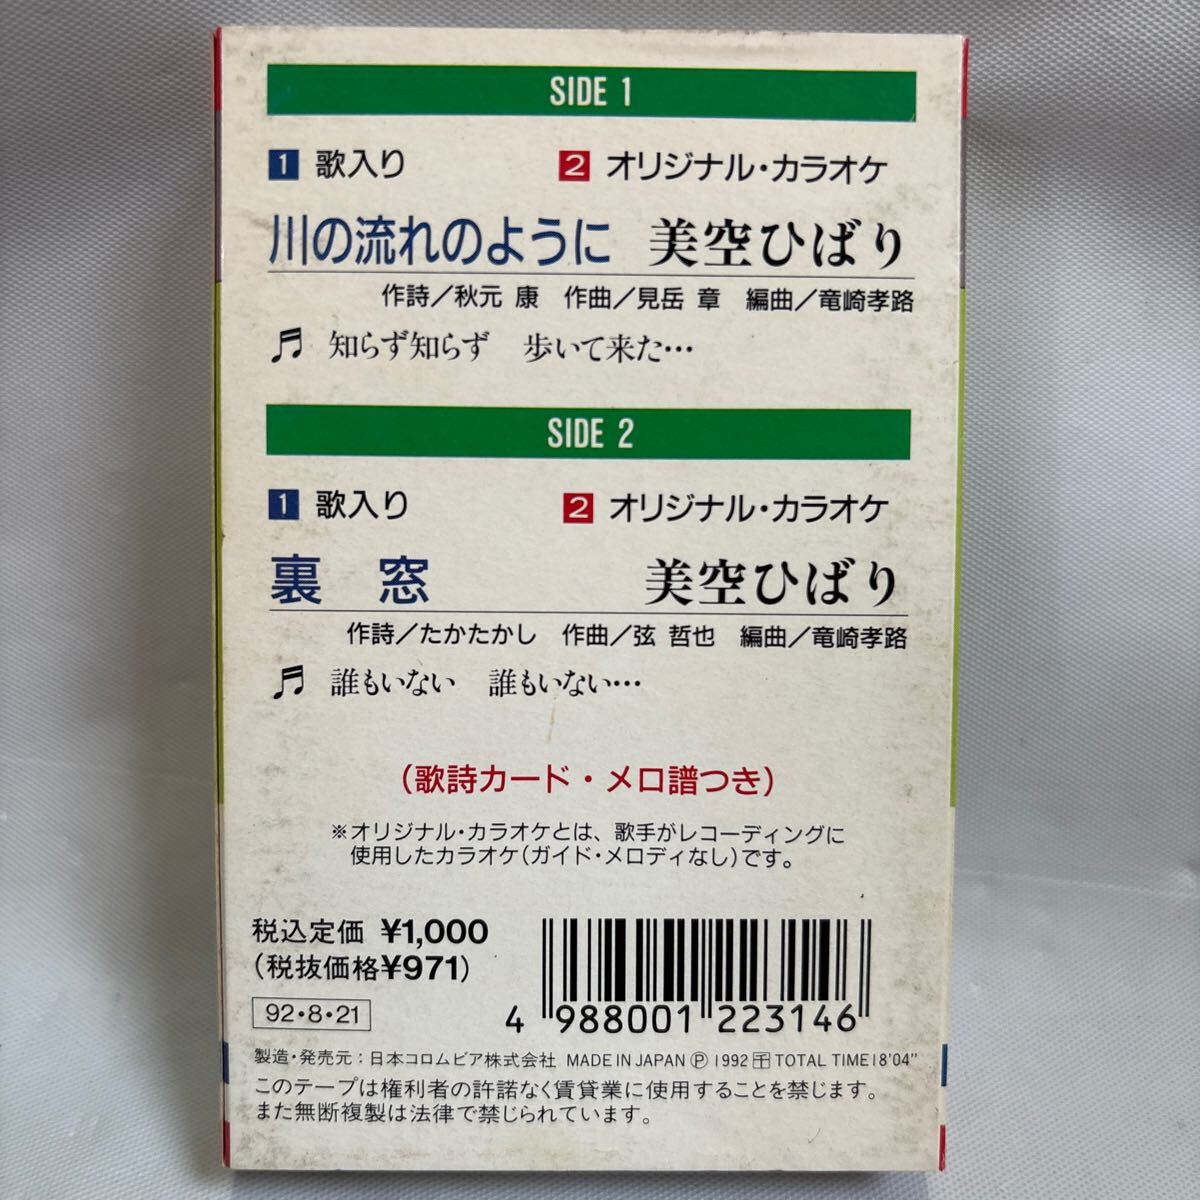 SIDE 1
1 歌入り 2 オリジナル・カラオケ
川の流れのように 美空ひばり
作詩／秋元 康 作曲／見岳 章 編曲／竜崎孝路
♬ 知らず知らず 歩いて来た…
SIDE 2
1 歌入り 2 オリジナル・カラオケ
裏 窓 美空ひばり
作詩／たかたかし 作曲／弦 哲也 編曲／竜崎孝路
♬ 誰もいない 誰もいない…
（歌詩カード・メロ譜つき）
※オリジナル・カラオケとは、歌手がレコーディングに
使用したカラオケ（ガイド・メロディなし）です。
税込定価 ¥1,000
（税抜価格¥971）
92・8・21
4 988001 223146
製造・発売元：日本コロムビア株式会社 MADE IN JAPAN Ⓟ 1992 TOTAL TIME 18'04"
このテープは権利者の許諾なく賃貸業に使用することを禁じます。
また無断複製は法律で禁じられています。